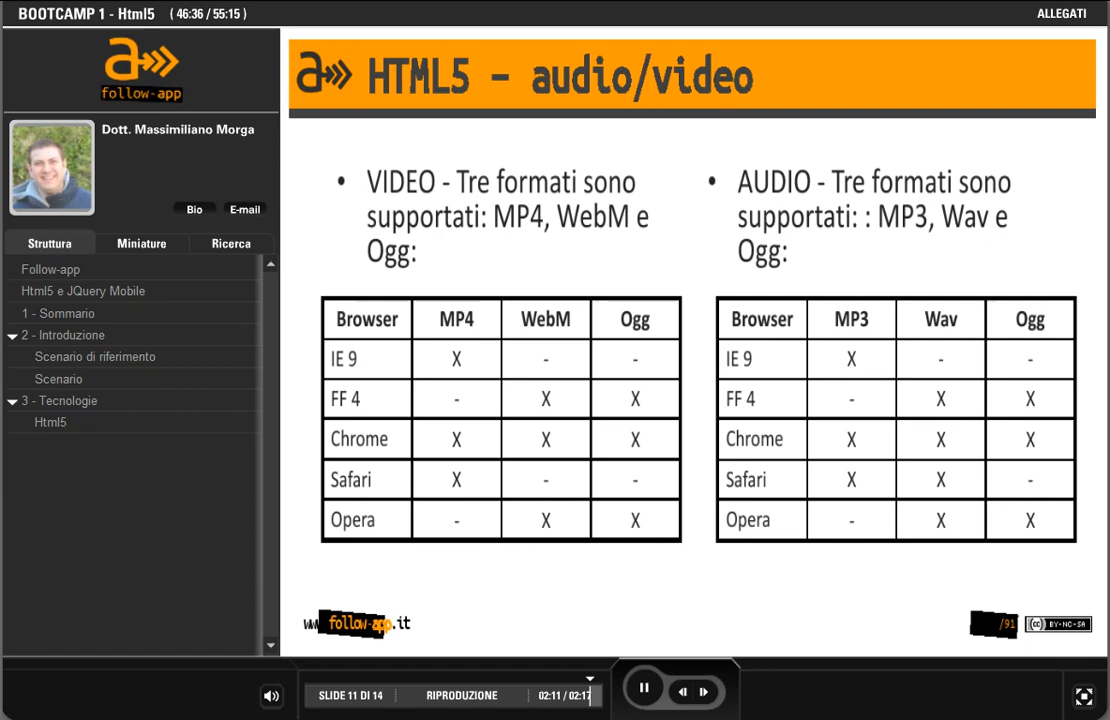 BOOTCAMP 1 - Html5 ( 46:36 / 55:15 )
ALLEGATI
a
follow-app
Dott. Massimiliano Morga
Bio
E-mail
Struttura
Miniature
Ricerca
Follow-app
Html5 e JQuery Mobile
1 - Sommario
2 - Introduzione
Scenario di riferimento
Scenario
3 - Tecnologie
Html5
a HTML5 - audio/video
• VIDEO - Tre formati sono
supportati: MP4, WebM e
Ogg:
Browser MP4 WebM Ogg
IE 9 X - -
FF 4 - X X
Chrome X X X
Safari X - -
Opera - X X
• AUDIO - Tre formati sono
supportati: : MP3, Wav e
Ogg:
Browser MP3 Wav Ogg
IE 9 X - -
FF 4 - X X
Chrome X X X
Safari X X -
Opera - X X
www.follow-app.it
/91
cc BY-NC-SA
SLIDE 11 DI 14
RIPRODUZIONE
02:11 / 02:17